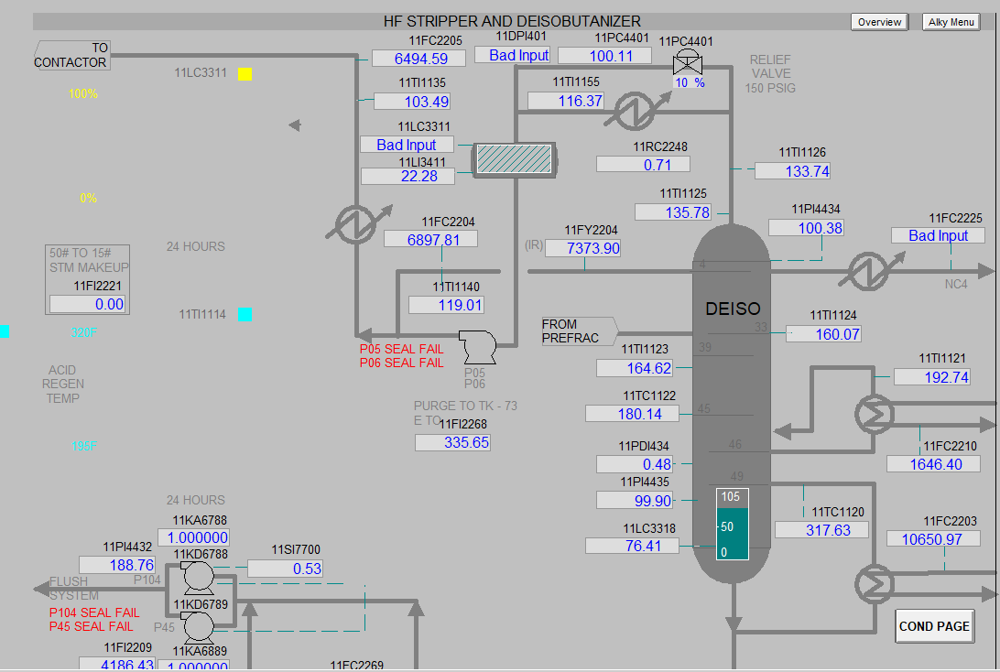 HF STRIPPER AND DEISOBUTANIZER
Overview
Alky Menu
TO
CONTACTOR
11FC2205
6494.59
11DPI401
Bad Input
11PC4401
100.11
11PC4401
10 %
RELIEF
VALVE
150 PSIG
11LC3311
100%
11TI1135
103.49
11TI1155
116.37
11LC3311
Bad Input
11LI3411
22.28
11RC2248
0.71
11TI1126
133.74
0%
11TI1125
135.78
11PI4434
100.38
11FC2225
Bad Input
11FC2204
6897.81
11FY2204
(IR)
7373.90
24 HOURS
50# TO 15#
STM MAKEUP
11FI2221
0.00
4
NC4
11TI1140
119.01
DEISO
11TI1114
320F
FROM
PREFRAC
33
11TI1124
160.07
P05 SEAL FAIL
P06 SEAL FAIL
P05
P06
11TI1123
164.62
39
11TI1121
192.74
ACID
REGEN
TEMP
PURGE TO TK - 73
E TO
11FI2268
335.65
11TC1122
180.14
45
195F
11PDI434
0.48
46
11FC2210
1646.40
11PI4435
99.90
49
105
50
0
24 HOURS
11KA6788
1.000000
11TC1120
317.63
11FC2203
10650.97
11LC3318
76.41
11PI4432
188.76
11KD6788
11SI7700
0.53
P104
FLUSH
SYSTEM
P104 SEAL FAIL
P45 SEAL FAIL
11KD6789
P45
COND PAGE
11FI2209
4186.43
11KA6889
1.000000
11FC2269